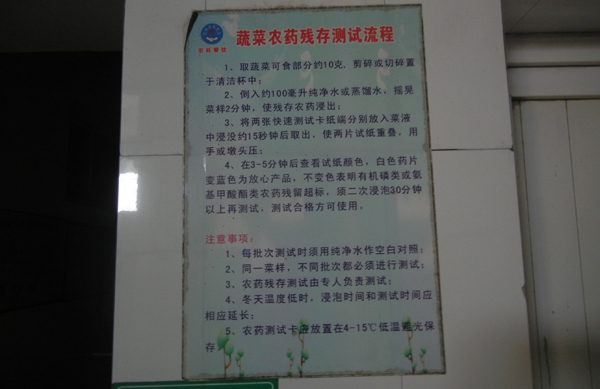 蔬菜农药残存测试流程
1、取蔬菜可食部分约10克，剪碎或切碎置
于清洁杯中；
2、倒入约100毫升纯净水或蒸馏水，摇晃
菜样2分钟，使残存农药浸出；
3、将两张快速测试卡纸端分别放入菜液
中浸没约15秒钟后取出，使两片试纸重叠，用
手或墩头压；
4、在3-5分钟后查看试纸颜色，白色药片
变蓝色为放心产品，不变色表明有机磷类或氨
基甲酸酯类农药残留超标，须二次浸泡30分钟
以上再测试，测试合格方可使用。
注意事项：
1、每批次测试时须用纯净水作空白对照；
2、同一菜样，不同批次都必须进行测试；
3、农药残存测试由专人负责测试；
4、冬天温度低时，浸泡时间和测试时间应
相应延长；
5、农药测试卡应放置在4-15℃低温避光保
存